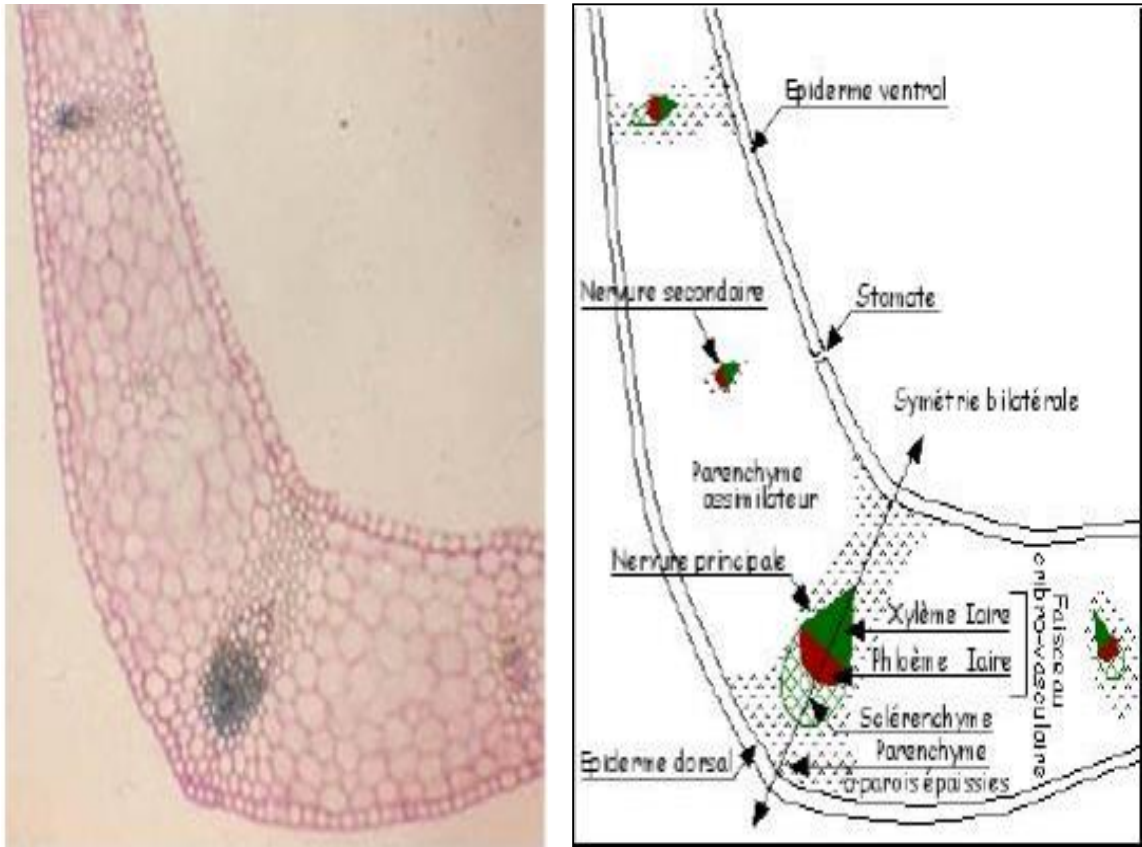 Epiderme ventral
Nervure secondaire
Stomate
Symétrie bilatérale
Parenchyme
assimilateur
Nervure principale
Xylème Iaire
Phloème Iaire
Faisceau
cribro-vasculaire
Sclérenchyme
Epiderme dorsal
Parenchyme
à parois épaissies